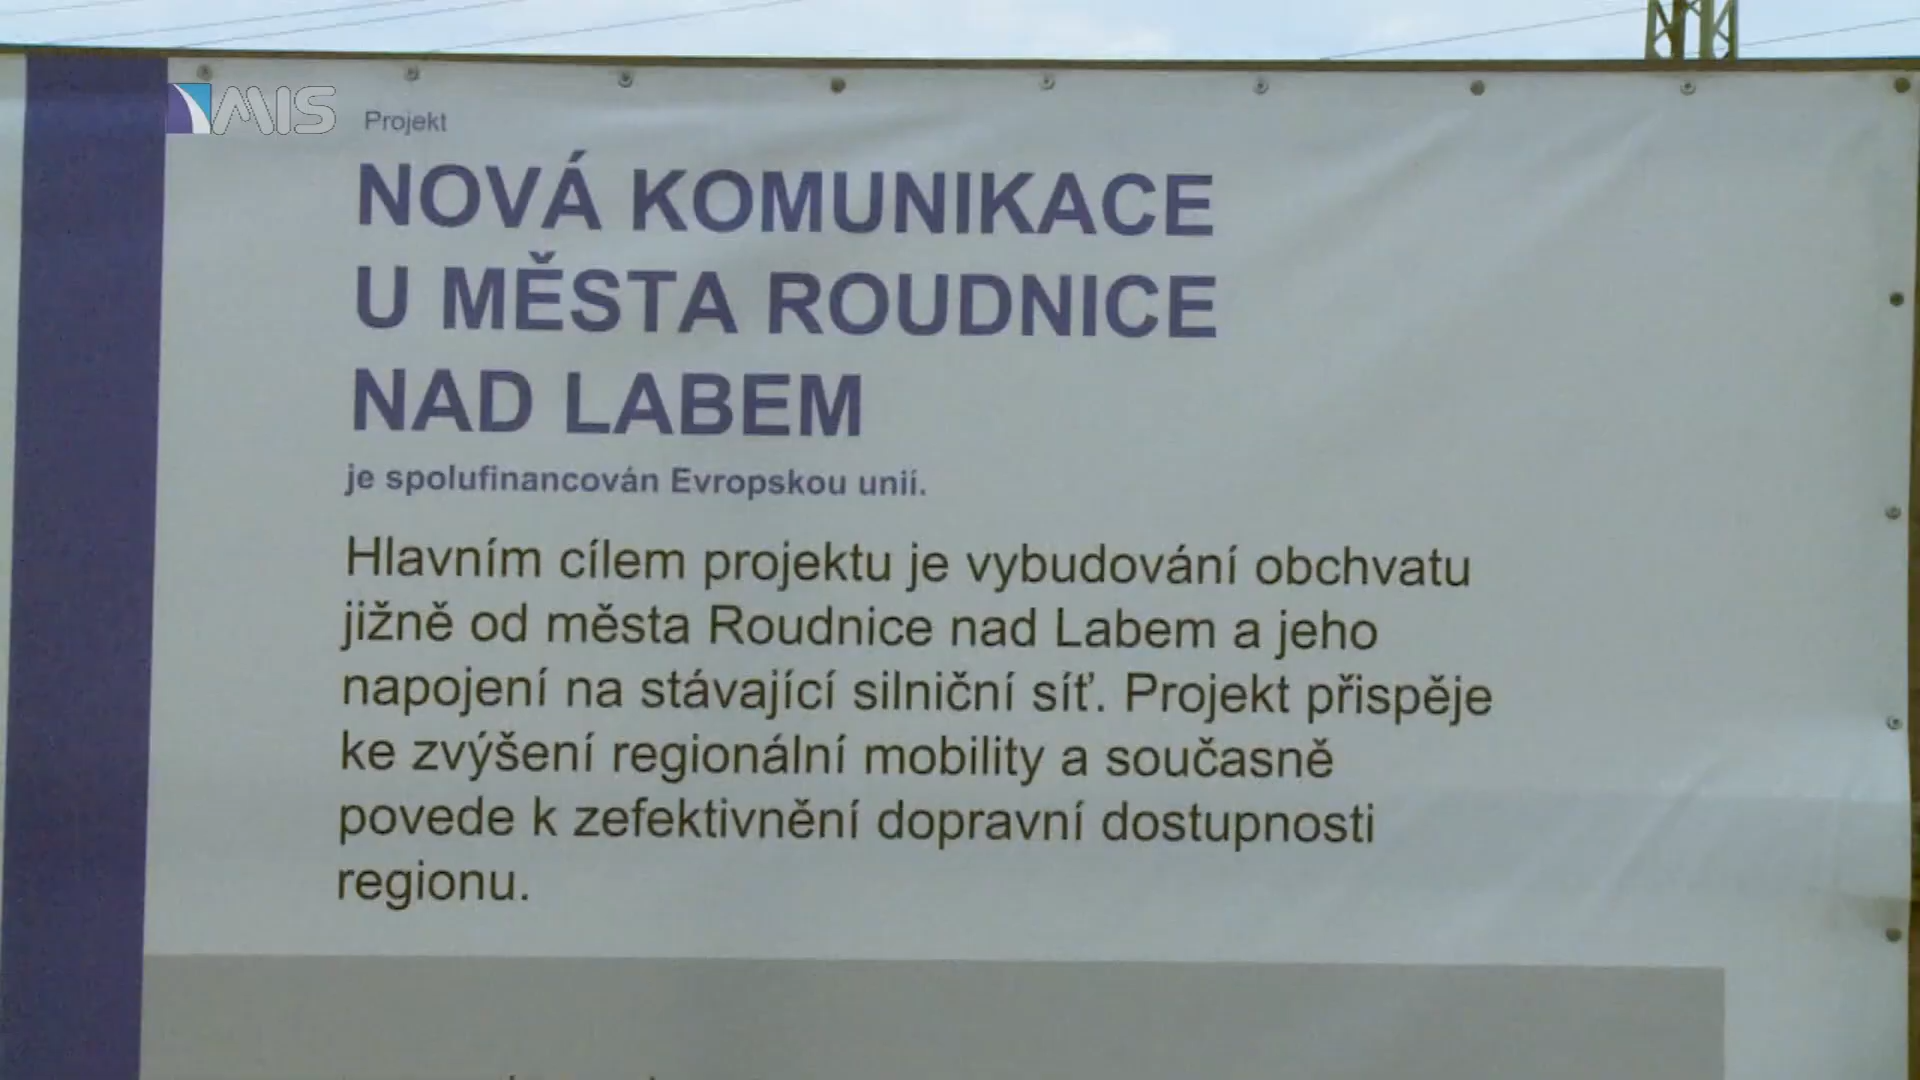 MIS
Projekt
NOVÁ KOMUNIKACE
U MĚSTA ROUDNICE
NAD LABEM
je spolufinancován Evropskou unií.
Hlavním cílem projektu je vybudování obchvatu
jižně od města Roudnice nad Labem a jeho
napojení na stávající silniční síť. Projekt přispěje
ke zvýšení regionální mobility a současně
povede k zefektivnění dopravní dostupnosti
regionu.